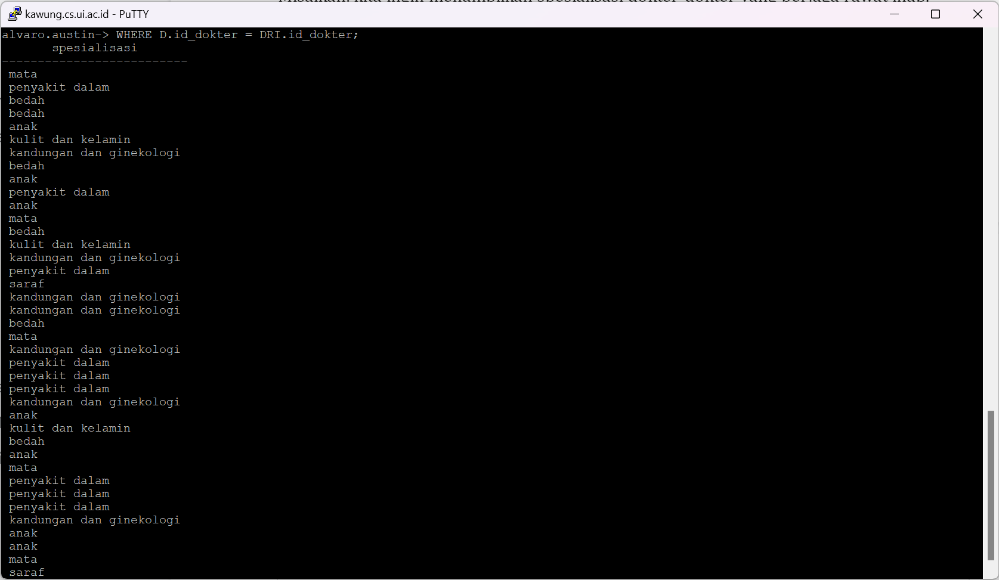 kawung.cs.ui.ac.id - PuTTY
alvaro.austin-> WHERE D.id_dokter = DRI.id_dokter;
spesialisasi
--------------------------
mata
penyakit dalam
bedah
bedah
anak
kulit dan kelamin
kandungan dan ginekologi
bedah
anak
penyakit dalam
anak
mata
bedah
kulit dan kelamin
kandungan dan ginekologi
penyakit dalam
saraf
kandungan dan ginekologi
kandungan dan ginekologi
bedah
mata
kandungan dan ginekologi
penyakit dalam
penyakit dalam
penyakit dalam
kandungan dan ginekologi
anak
kulit dan kelamin
bedah
anak
mata
penyakit dalam
penyakit dalam
penyakit dalam
kandungan dan ginekologi
anak
anak
mata
saraf